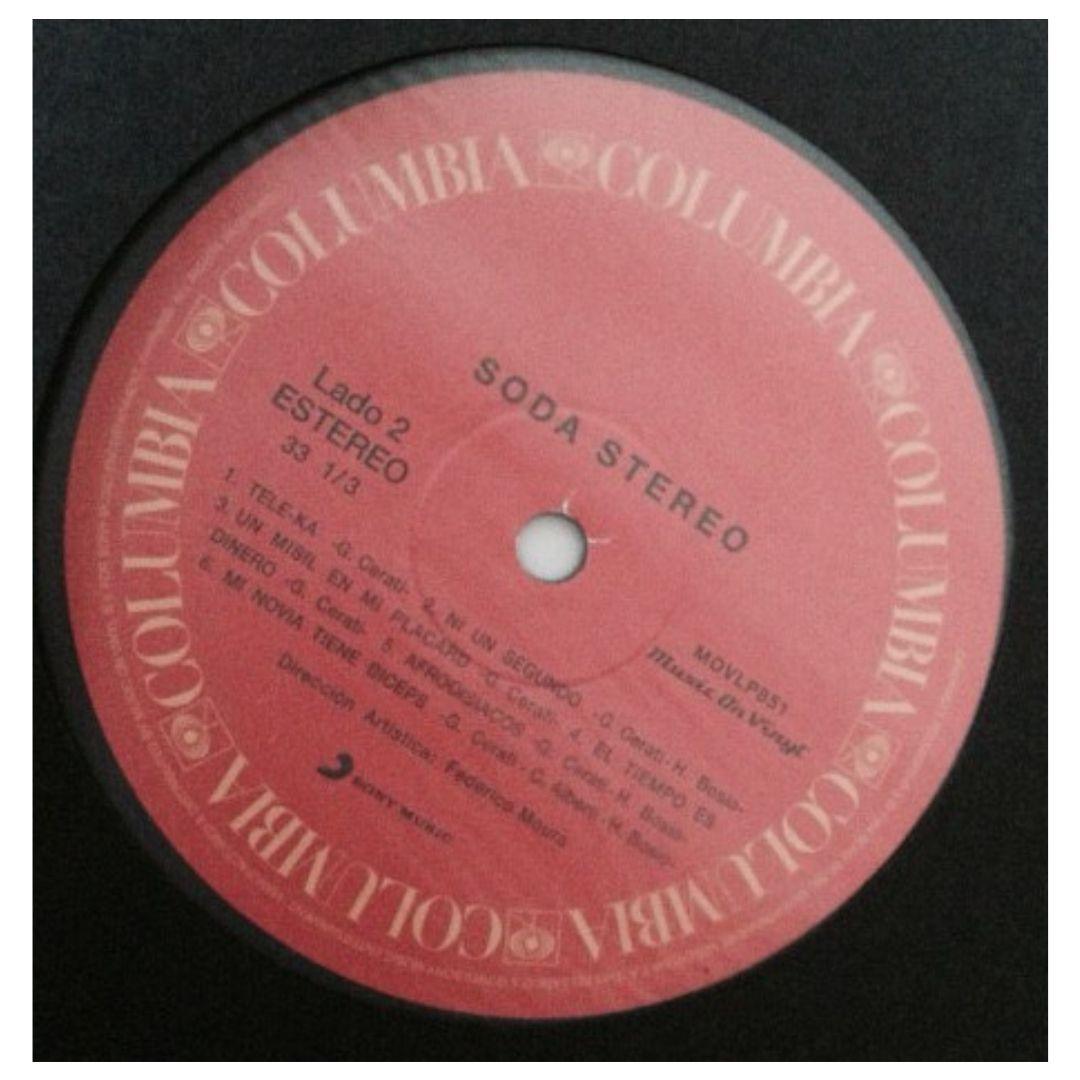 COLUMBIA COLUMBIA COLUMBIA COLUMBIA COLUMBIA COLUMBIA
SODA STEREO
Lado 2
ESTEREO
33 1/3
MOVLP851
Music On Vinyl
1. TELE-KA -G. Cerati- 2. NI UN SEGUNDO -G. Cerati - H. Bosio-
3. UN MISIL EN MI PLACARD -G. Cerati- 4. EL TIEMPO ES
DINERO -G. Cerati- 5. AFRODISIACOS -G. Cerati - H. Bosio-
6. MI NOVIA TIENE BICEPS -G. Cerati - C. Alberti - H. Bosio-
Dirección Artística: Federico Moura
SONY MUSIC